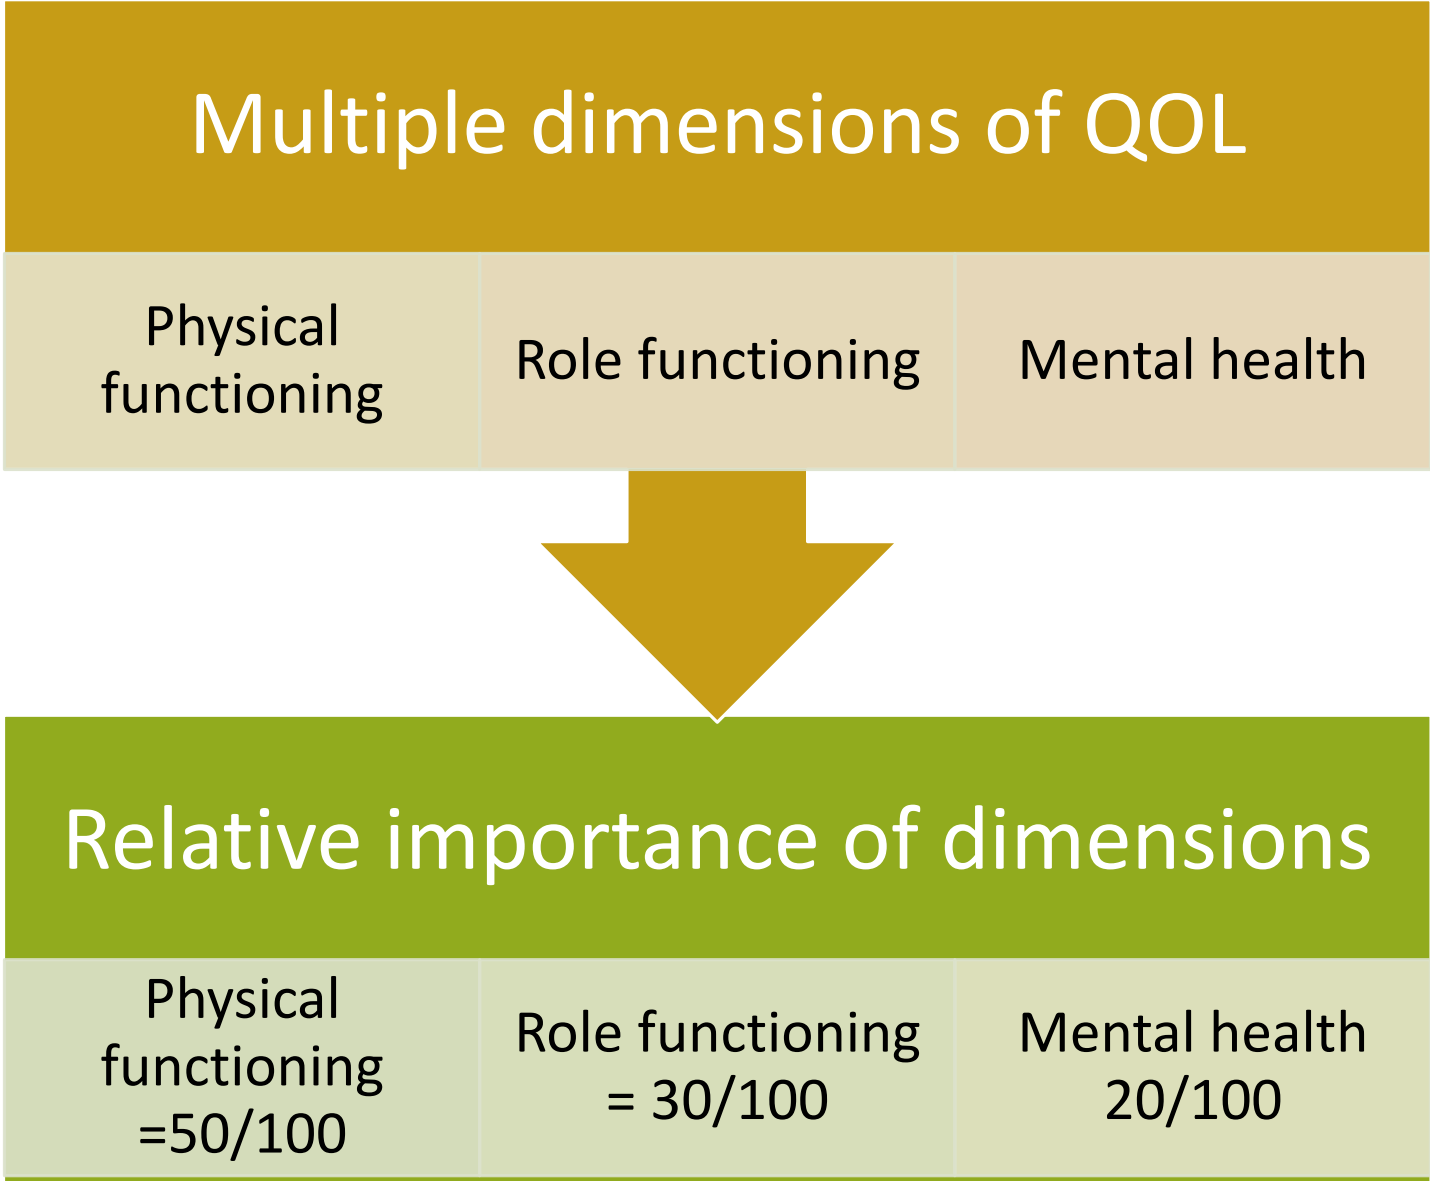 Multiple dimensions of QOL
Physical
functioning
Role functioning
Mental health
Relative importance of dimensions
Physical
functioning
=50/100
Role functioning
= 30/100
Mental health
20/100